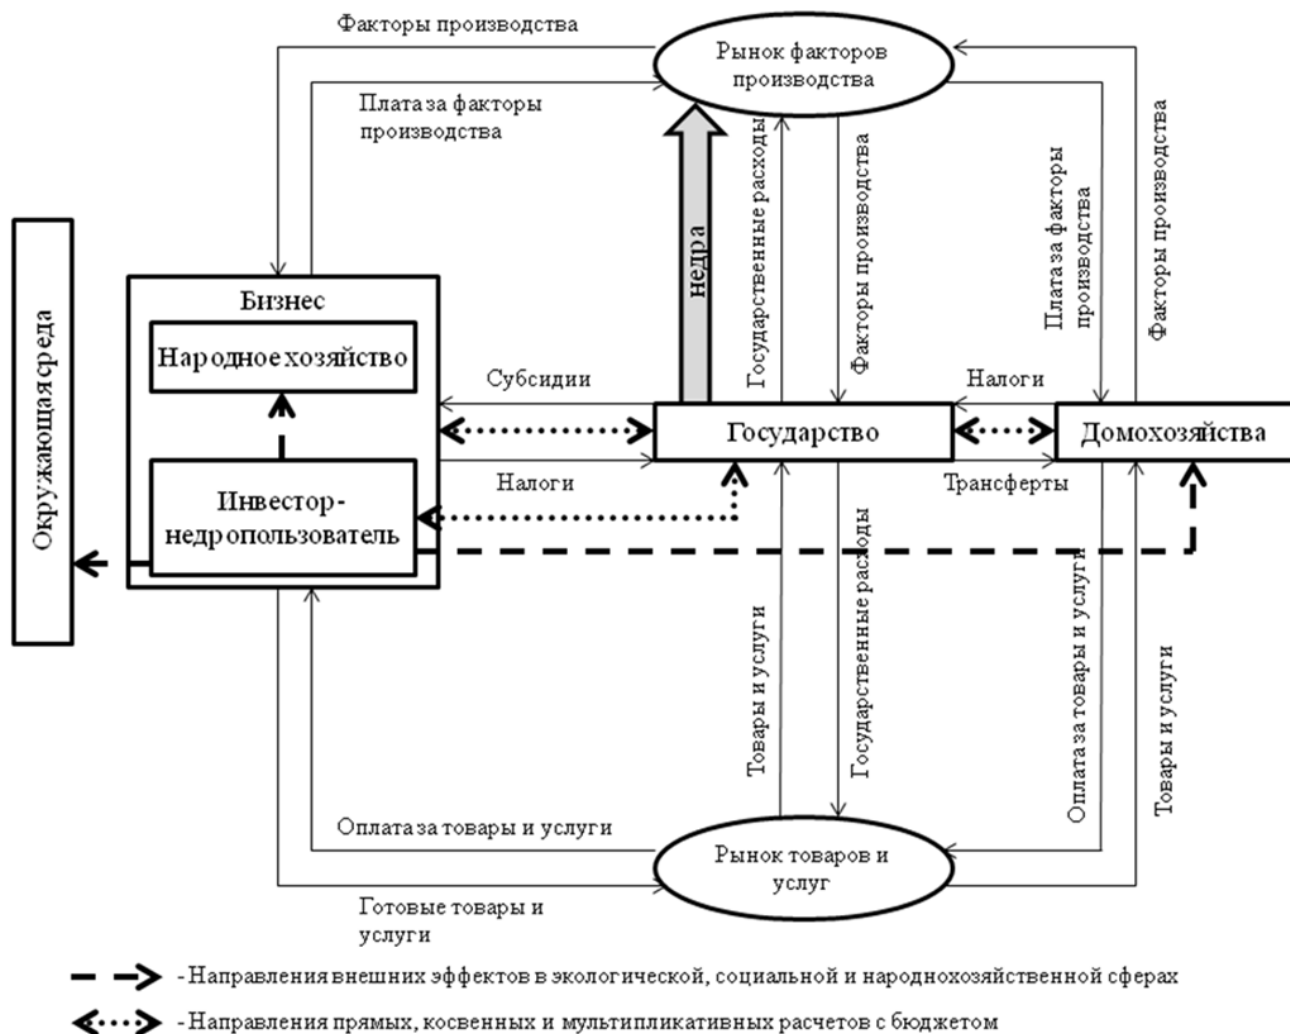 Факторы производства
Рынок факторов
производства
Плата за факторы
производства
Государственные расходы
Факторы производства
Плата за факторы
производства
Факторы производства
недра
Окружающая среда
Бизнес
Народное хозяйство
Инвестор-
недропользователь
Субсидии
Налоги
Государство
Налоги
Трансферты
Домохозяйства
Товары и услуги
Государственные расходы
Оплата за товары и услуги
Товары и услуги
Оплата за товары и услуги
Рынок товаров и
услуг
Готовые товары и
услуги
- Направления внешних эффектов в экологической, социальной и народнохозяйственной сферах
- Направления прямых, косвенных и мультипликативных расчетов с бюджетом